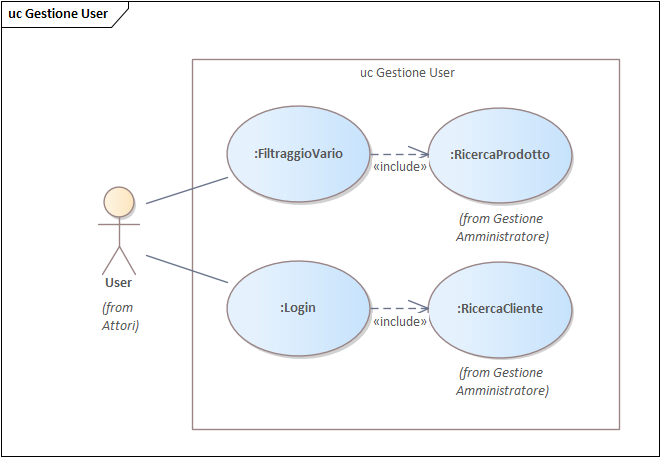 uc Gestione User
uc Gestione User
:FiltraggioVario
«include»
:RicercaProdotto
(from Gestione
Amministratore)
User
(from
Attori)
:Login
«include»
:RicercaCliente
(from Gestione
Amministratore)